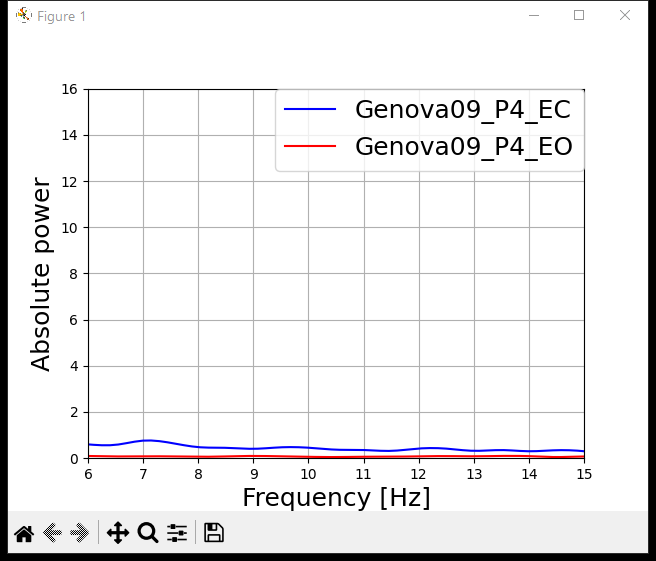 Figure 1
Genova09_P4_EC
Genova09_P4_EO
Absolute power
16
14
12
10
8
6
4
2
0
6 7 8 9 10 11 12 13 14 15
Frequency [Hz]